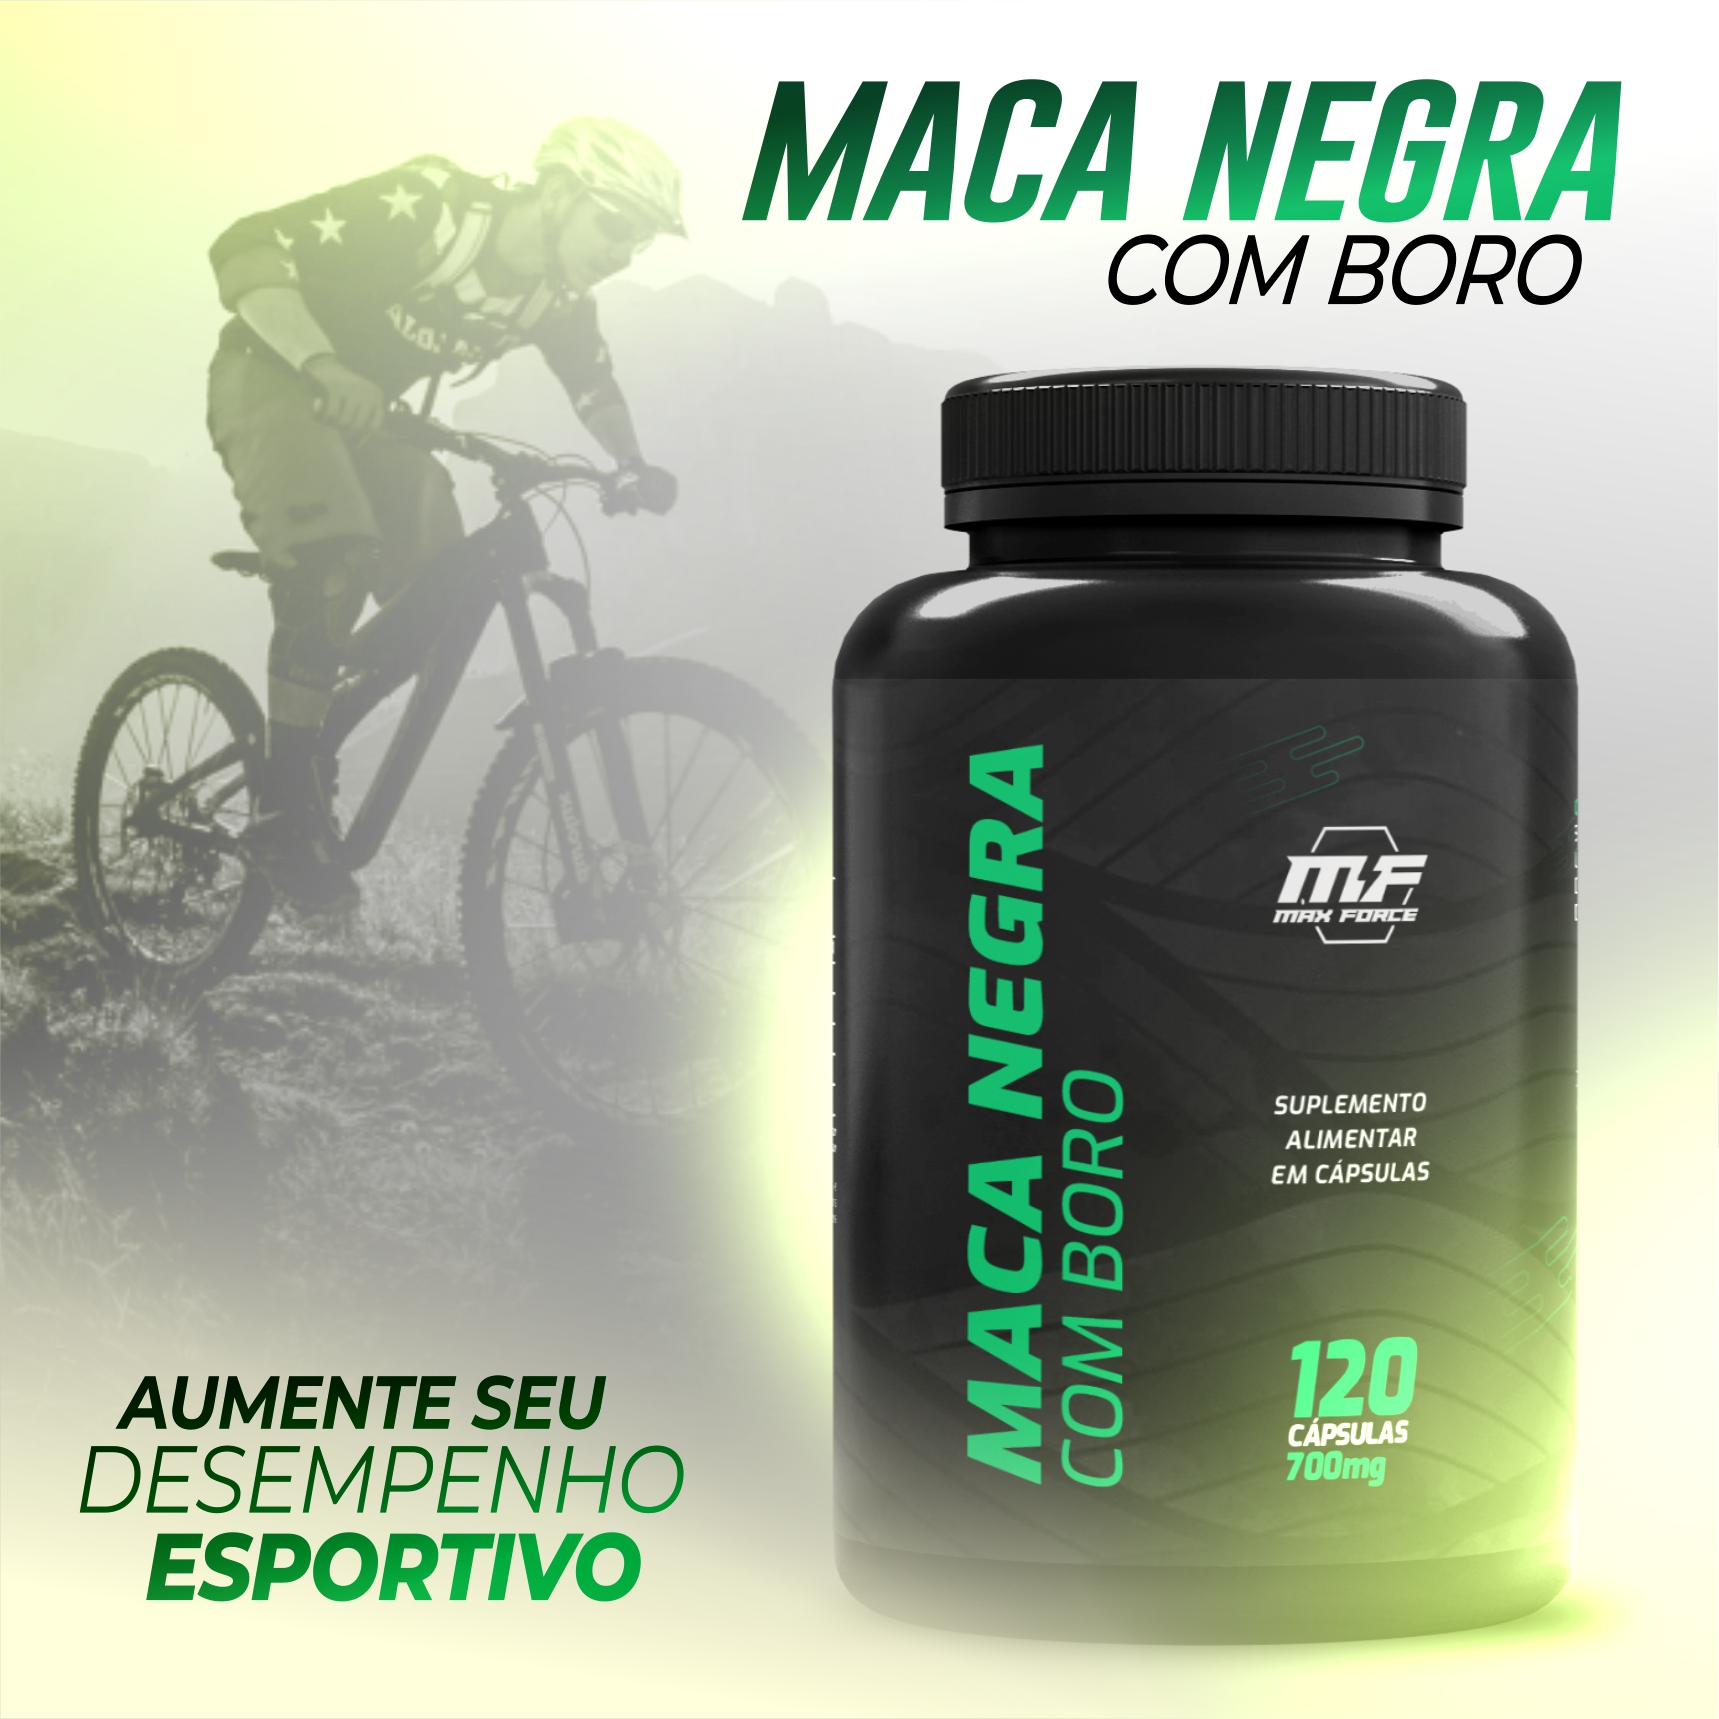 MACA NEGRA
COM BORO
MACA NEGRA
COM BORO
MF
MAX FORCE
SUPLEMENTO
ALIMENTAR
EM CÁPSULAS
120
CÁPSULAS
700mg
AUMENTE SEU
DESEMPENHO
ESPORTIVO